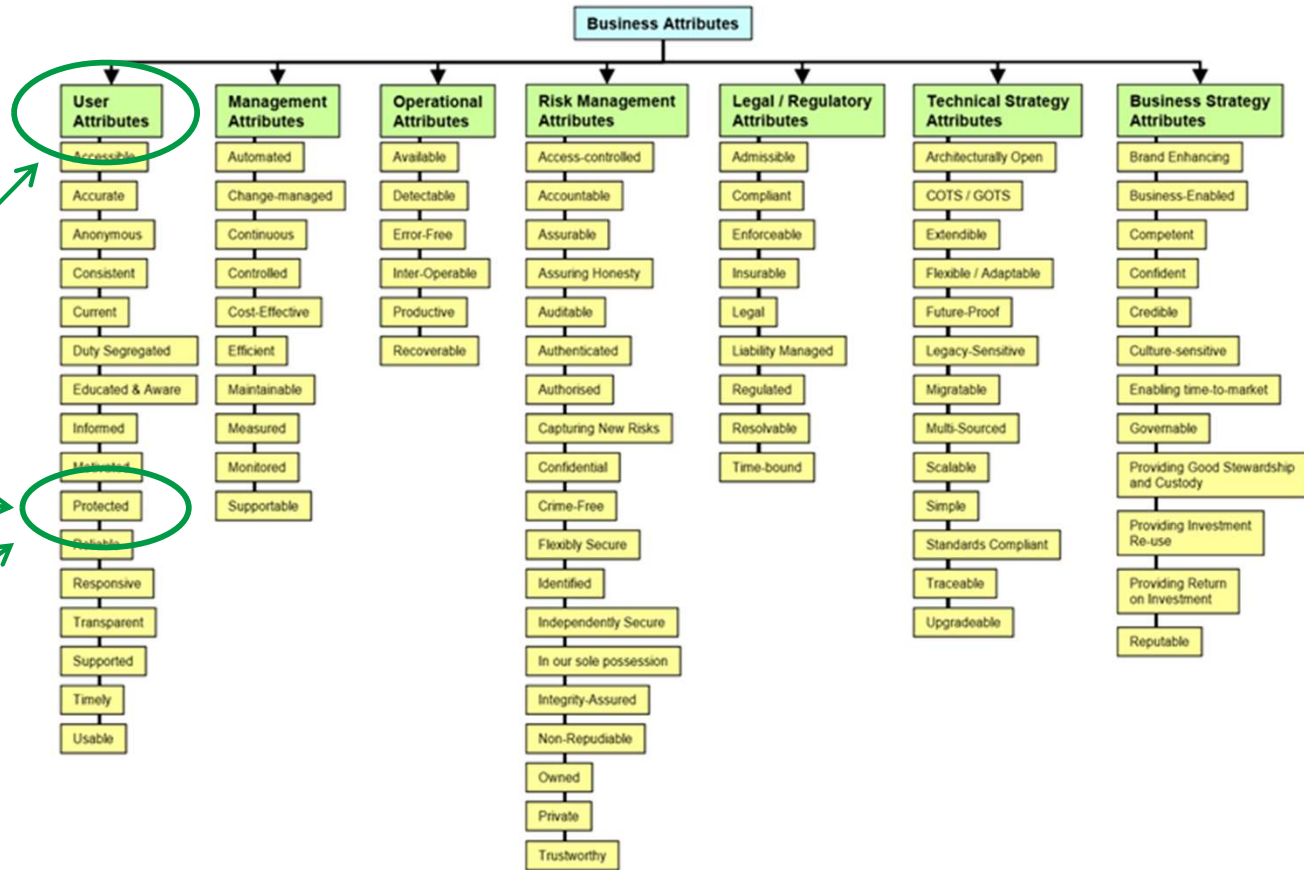 Business Attributes
User
Attributes
Accessible
Accurate
Anonymous
Consistent
Current
Duty Segregated
Educated & Aware
Informed
Motivated
Protected
Reliable
Responsive
Transparent
Supported
Timely
Usable
Management
Attributes
Automated
Change-managed
Continuous
Controlled
Cost-Effective
Efficient
Maintainable
Measured
Monitored
Supportable
Operational
Attributes
Available
Detectable
Error-Free
Inter-Operable
Productive
Recoverable
Risk Management
Attributes
Access-controlled
Accountable
Assurable
Assuring Honesty
Auditable
Authenticated
Authorised
Capturing New Risks
Confidential
Crime-Free
Flexibly Secure
Identified
Independently Secure
In our sole possession
Integrity-Assured
Non-Repudiable
Owned
Private
Trustworthy
Legal / Regulatory
Attributes
Admissible
Compliant
Enforceable
Insurable
Legal
Liability Managed
Regulated
Resolvable
Time-bound
Technical Strategy
Attributes
Architecturally Open
COTS / GOTS
Extendible
Flexible / Adaptable
Future-Proof
Legacy-Sensitive
Migratable
Multi-Sourced
Scalable
Simple
Standards Compliant
Traceable
Upgradeable
Business Strategy
Attributes
Brand Enhancing
Business-Enabled
Competent
Confident
Credible
Culture-sensitive
Enabling time-to-market
Governable
Providing Good Stewardship
and Custody
Providing Investment
Re-use
Providing Return
on Investment
Reputable